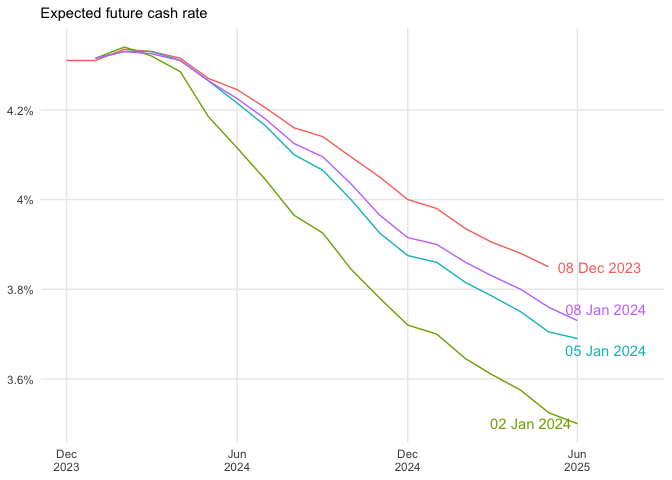 Expected future cash rate
4.2%
4%
3.8%
3.6%
08 Dec 2023
08 Jan 2024
05 Jan 2024
02 Jan 2024
Dec
2023
Jun
2024
Dec
2024
Jun
2025